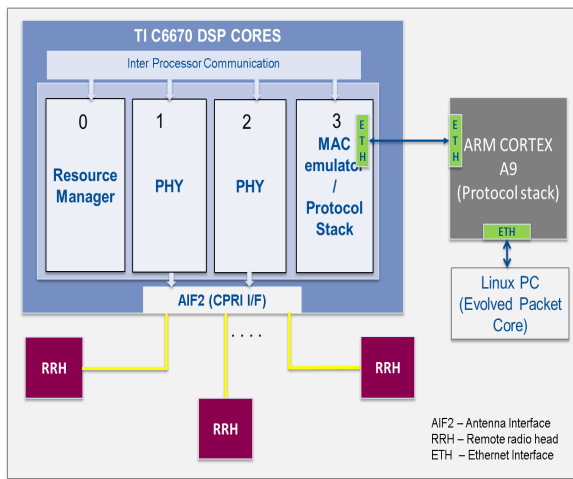 TI C6670 DSP CORES
Inter Processor Communication
0
Resource
Manager
1
PHY
2
PHY
3
MAC
emulator
/
Protocol
Stack
E
T
H
E
T
H
ARM CORTEX
A9
(Protocol stack)
ETH
Linux PC
(Evolved Packet
Core)
AIF2 (CPRI I/F)
. . . .
RRH
RRH
RRH
AIF2 – Antenna Interface
RRH – Remote radio head
ETH – Ethernet Interface